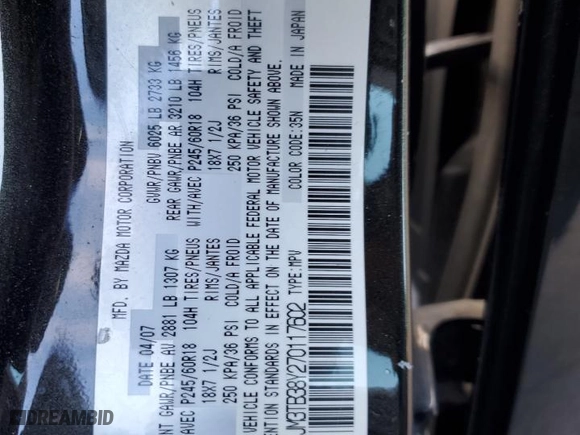 MFD. BY MAZDA MOTOR CORPORATION
DATE 04/07 GVWR/PNBV 6025 LB 2733 KG
GAWR/PNBE AV 2881 LB 1307 KG REAR GAWR/PNBE AR 3210 LB 1456 KG
P245/60R18 104H TIRES/PNEUS WITH/AVEC P245/60R18 104H TIRES/PNEUS
18X7 1/2J RIMS/JANTES 18X7 1/2J RIMS/JANTES
250 KPA/36 PSI COLD/A FROID 250 KPA/36 PSI COLD/A FROID
VEHICLE CONFORMS TO ALL APPLICABLE FEDERAL MOTOR VEHICLE SAFETY AND THEFT
STANDARDS IN EFFECT ON THE DATE OF MANUFACTURE SHOWN ABOVE.
JM3TB38Y270117602 TYPE:MPV COLOR CODE:35N MADE IN JAPAN
DREAMBID